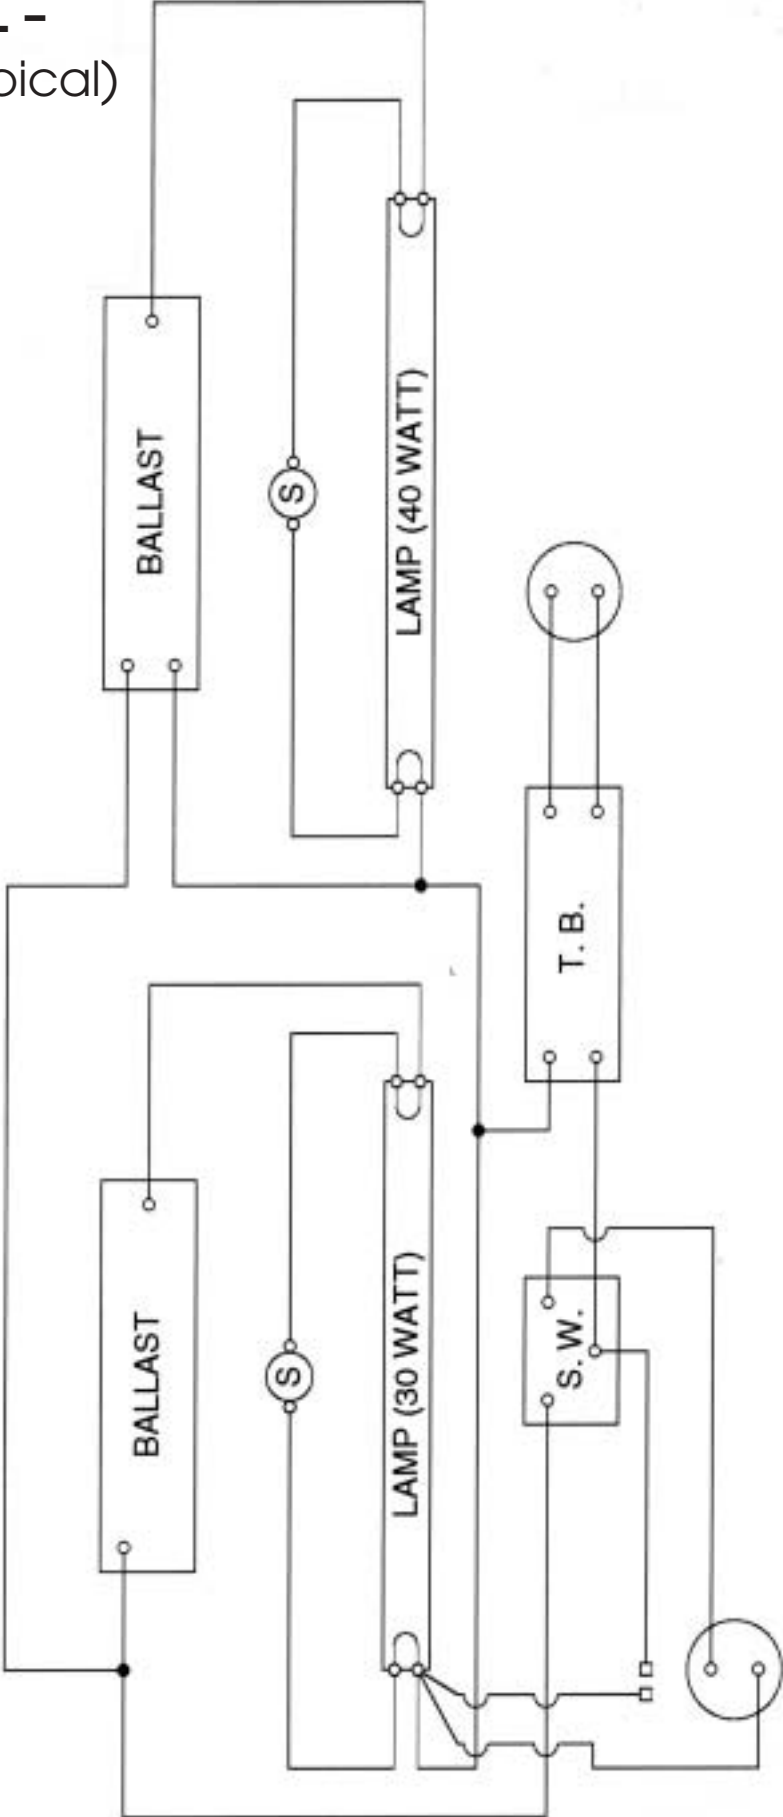 L -
pical)
BALLAST
S
LAMP (40 WATT)
T. B.
BALLAST
S
LAMP (30 WATT)
S. W.